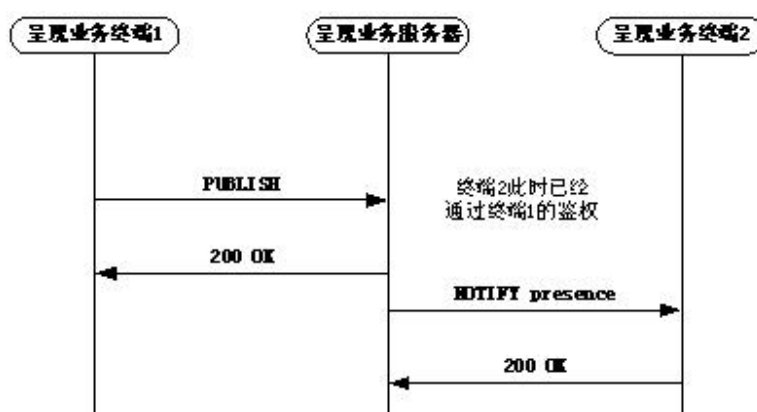 呈现业务终端1
呈现业务服务器
呈现业务终端2
PUBLISH
终端2此时已经
通过终端1的鉴权
200 OK
NOTIFY presence
200 OK